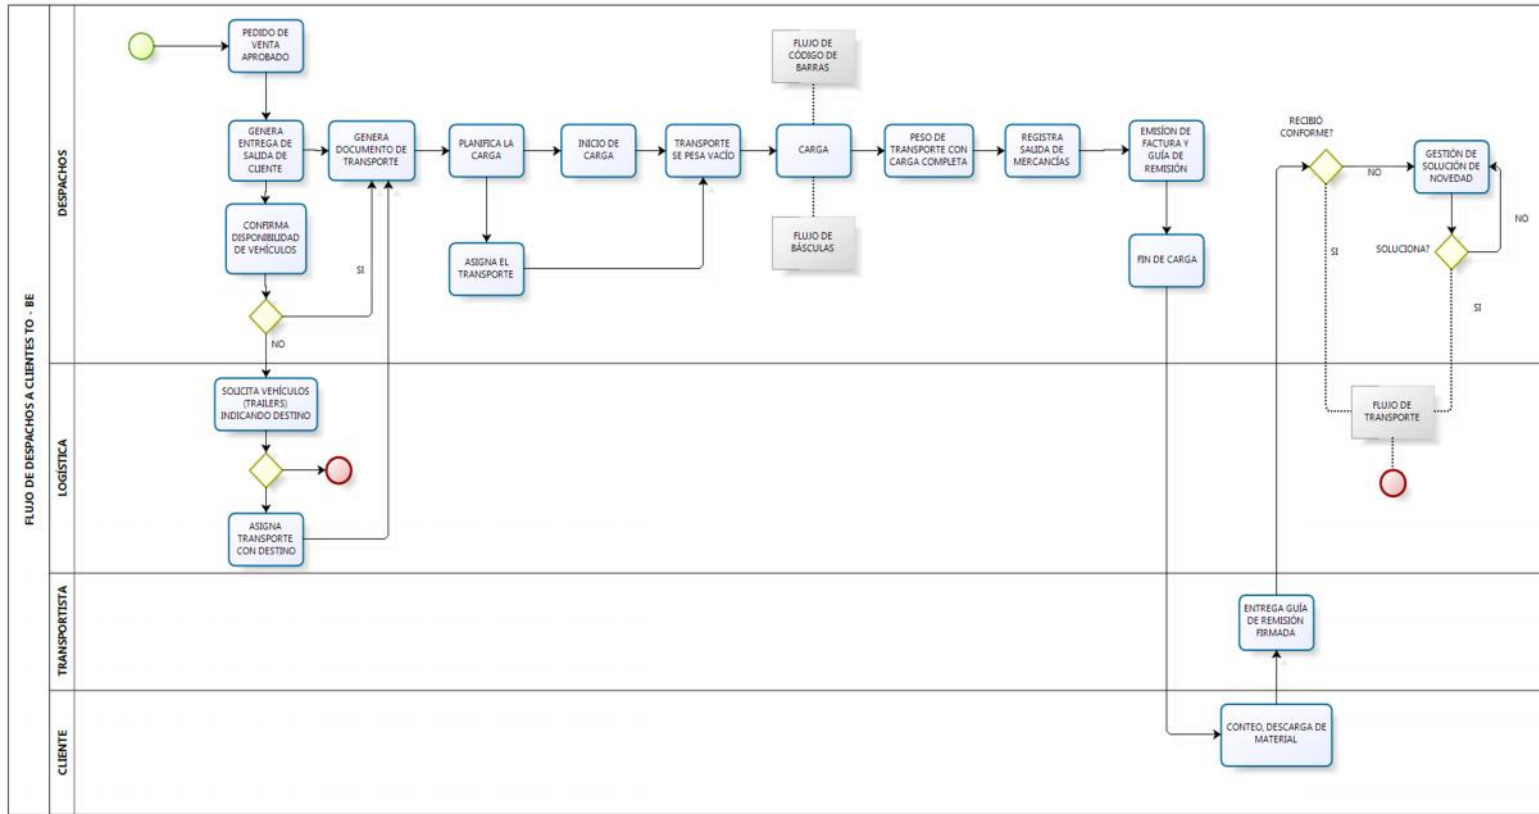 FLUJO DE DESPACHOS A CLIENTES TO - BE
DESPACHOS
PEDIDO DE
VENTA
APROBADO
GENERA
ENTREGA DE
SALIDA DE
CLIENTE
GENERA
DOCUMENTO DE
TRANSPORTE
PLANIFICA LA
CARGA
INICIO DE
CARGA
TRANSPORTE
SE PESA VACÍO
FLUJO DE
CÓDIGO DE
BARRAS
CARGA
FLUJO DE
BÁSCULAS
PESO DE
TRANSPORTE CON
CARGA COMPLETA
REGISTRA
SALIDA DE
MERCANCÍAS
EMISÍON DE
FACTURA Y
GUÍA DE
REMISIÓN
FIN DE CARGA
CONFIRMA
DISPONIBILIDAD
DE VEHÍCULOS
SI
NO
ASIGNA EL
TRANSPORTE
RECIBIÓ
CONFORME?
NO
SI
GESTIÓN DE
SOLUCIÓN DE
NOVEDAD
NO
SOLUCIONA?
SI
LOGÍSTICA
SOLICITA VEHÍCULOS
(TRAILERS)
INDICANDO DESTINO
ASIGNA
TRANSPORTE
CON DESTINO
FLUJO DE
TRANSPORTE
TRANSPORTISTA
ENTREGA GUÍA
DE REMISIÓN
FIRMADA
CLIENTE
CONTEO, DESCARGA DE
MATERIAL